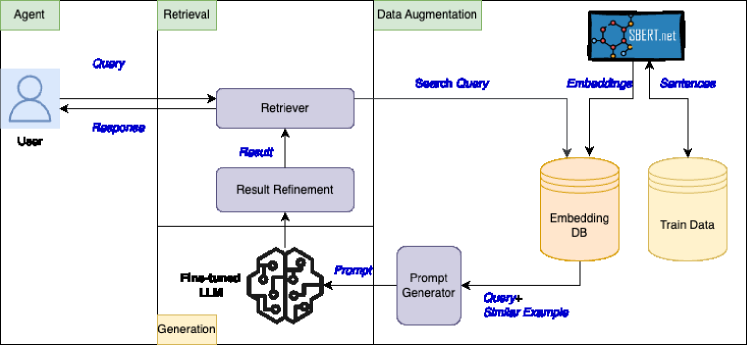 Agent
Retrieval
Data Augmentation
SBERT.net
Query
Embeddings
Sentences
Retriever
Search Query
Response
User
Result
Result Refinement
Embedding
DB
Train Data
Fine-tuned
LLM
Prompt
Prompt
Generator
Query+
Similar Example
Generation